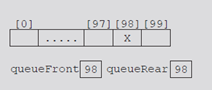 [0] [97] [98] [99]
..... X
queueFront 98 queueRear 98